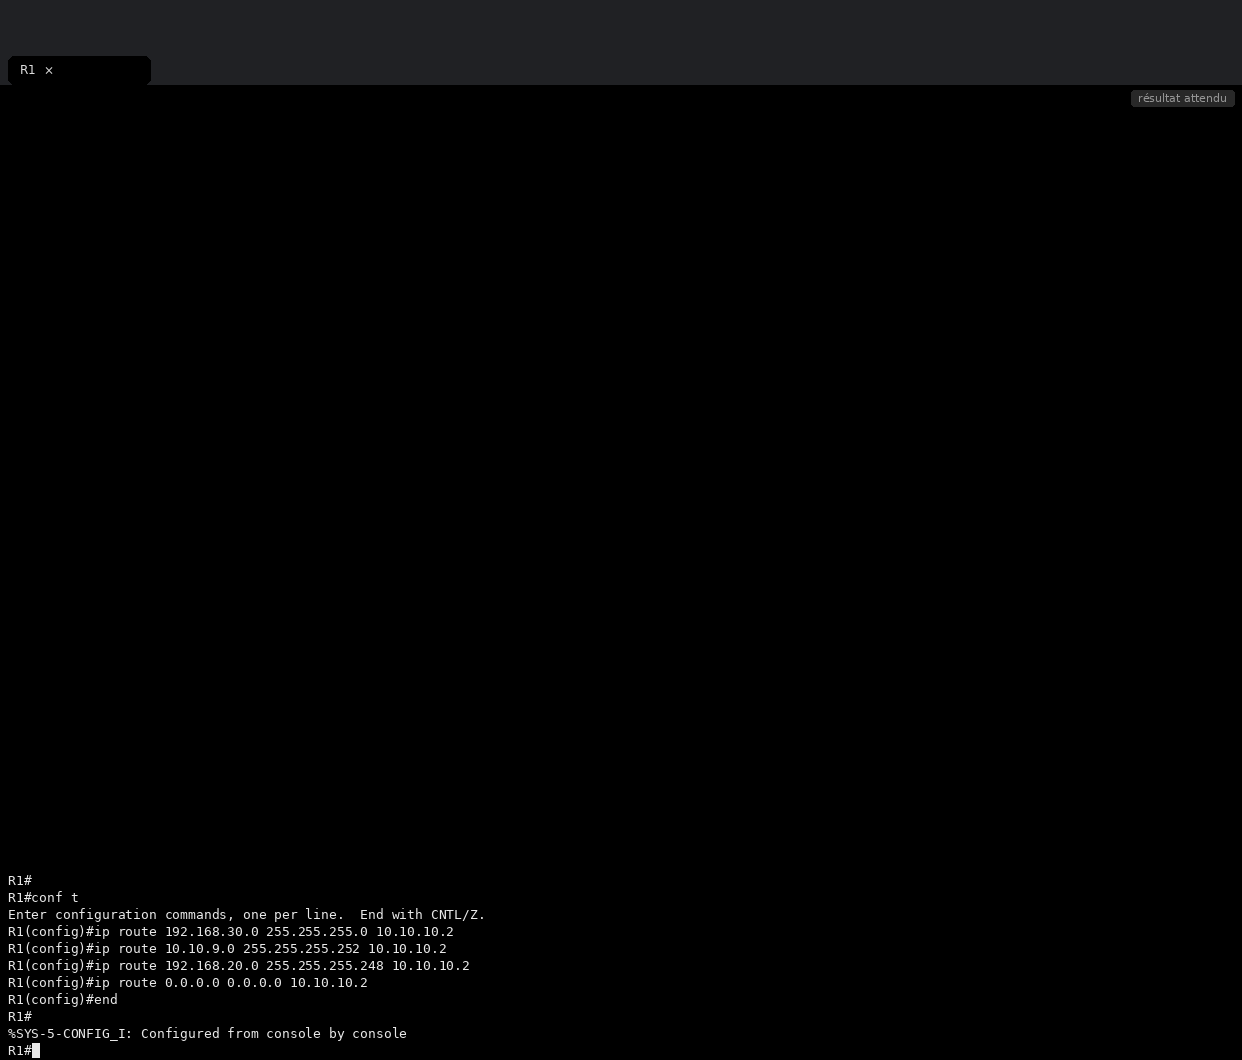 R1 ×
résultat attendu
R1#
R1#conf t
Enter configuration commands, one per line.  End with CNTL/Z.
R1(config)#ip route 192.168.30.0 255.255.255.0 10.10.10.2
R1(config)#ip route 10.10.9.0 255.255.255.252 10.10.10.2
R1(config)#ip route 192.168.20.0 255.255.255.248 10.10.10.2
R1(config)#ip route 0.0.0.0 0.0.0.0 10.10.10.2
R1(config)#end
R1#
%SYS-5-CONFIG_I: Configured from console by console
R1#